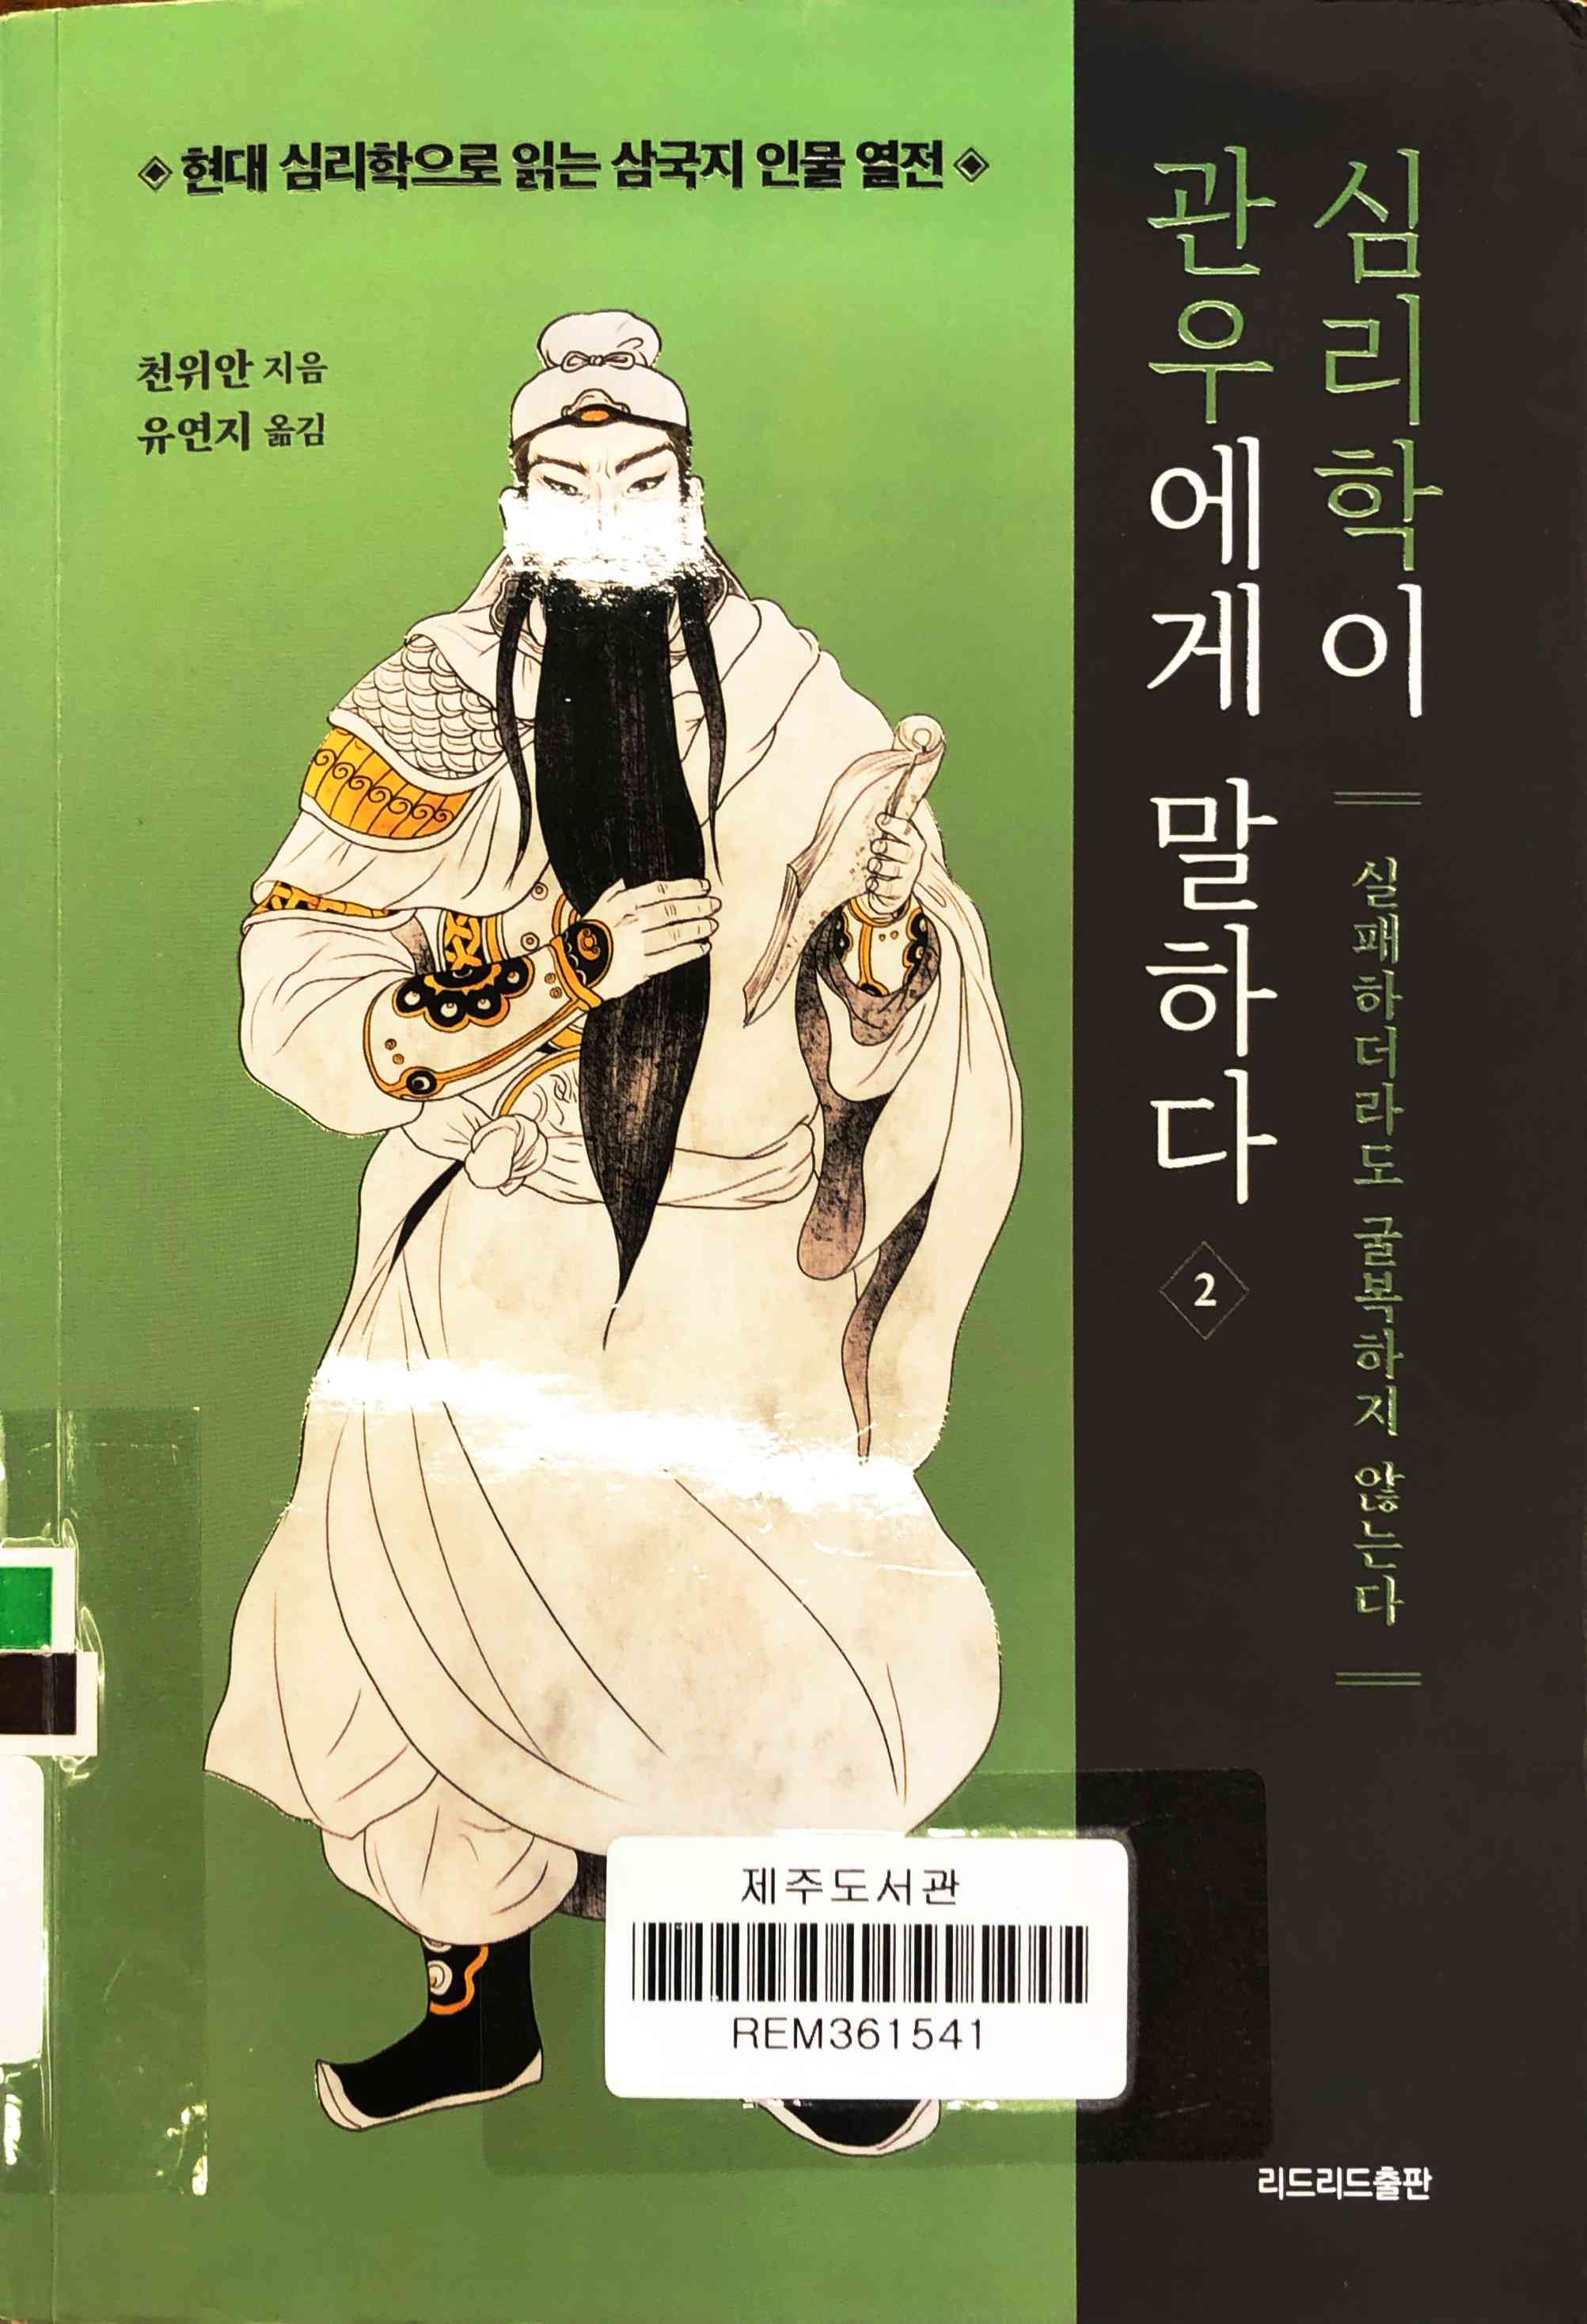 ◈ 현대 심리학으로 읽는 삼국지 인물 열전 ◈
천위안 지음
유연지 옮김
심리학이
관우에게 말하다
2
실패하더라도 굴복하지 않는다
제주도서관
REM361541
리드리드출판